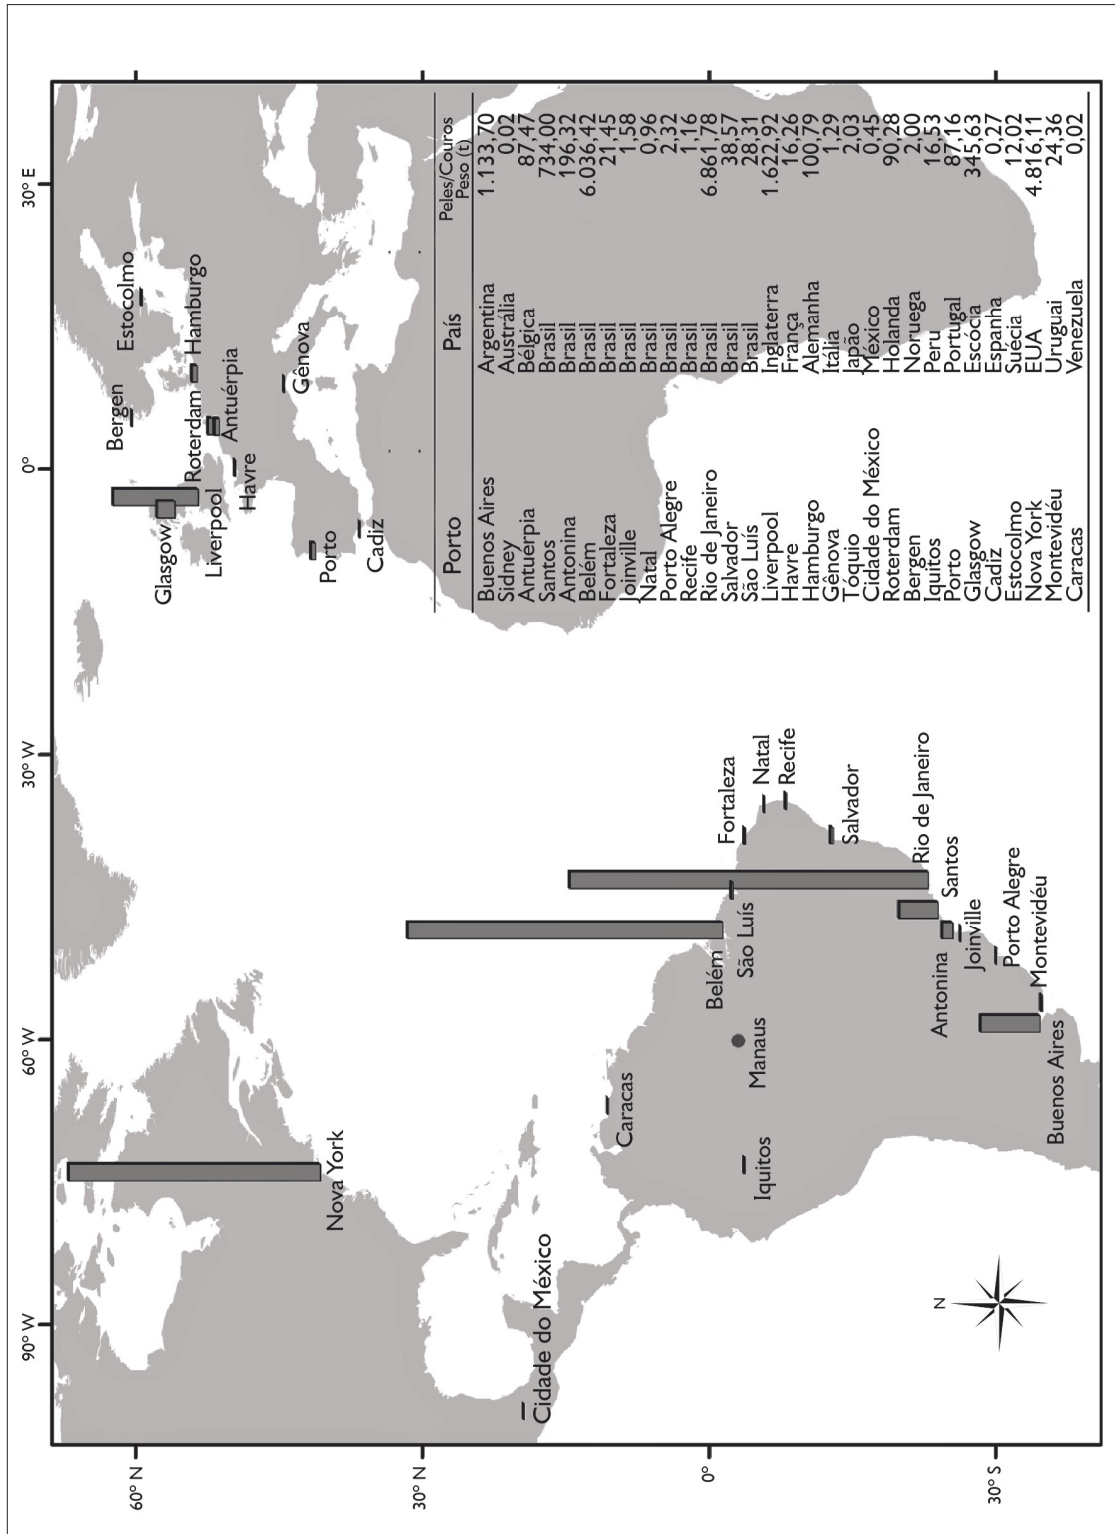 90° W
60° W
30° W
0°
30° E
60° N
30° N
0°
30° S
Bergen
Estocolmo
Hamburgo
Roterdam
Antuérpia
Glasgow
Liverpool
Havre
Gênova
Porto
Cadiz
Nova York
Cidade do México
Caracas
Iquitos
Manaus
Belém
São Luís
Fortaleza
Natal
Recife
Salvador
Rio de Janeiro
Santos
Antonina
Joinville
Porto Alegre
Montevidéu
Buenos Aires
N
Porto País Peles/Couros
Peso (t)
Buenos Aires Argentina 1.133,70
Sidney Austrália 0,02
Antuérpia Bélgica 87,47
Santos Brasil 734,00
Antonina Brasil 196,32
Belém Brasil 6.036,42
Fortaleza Brasil 21,45
Joinville Brasil 1,58
Natal Brasil 0,96
Porto Alegre Brasil 2,32
Recife Brasil 1,16
Rio de Janeiro Brasil 6.861,78
Salvador Brasil 38,57
São Luís Brasil 28,31
Liverpool Inglaterra 1.622,92
Havre França 16,26
Hamburgo Alemanha 100,79
Gênova Itália 1,29
Tóquio Japão 2,03
Cidade do México México 0,45
Roterdam Holanda 90,28
Bergen Noruega 2,00
Iquitos Peru 16,53
Porto Portugal 87,16
Glasgow Escócia 345,63
Cadiz Espanha 0,27
Estocolmo Suécia 12,02
Nova York EUA 4.816,11
Montevidéu Uruguai 24,36
Caracas Venezuela 0,02